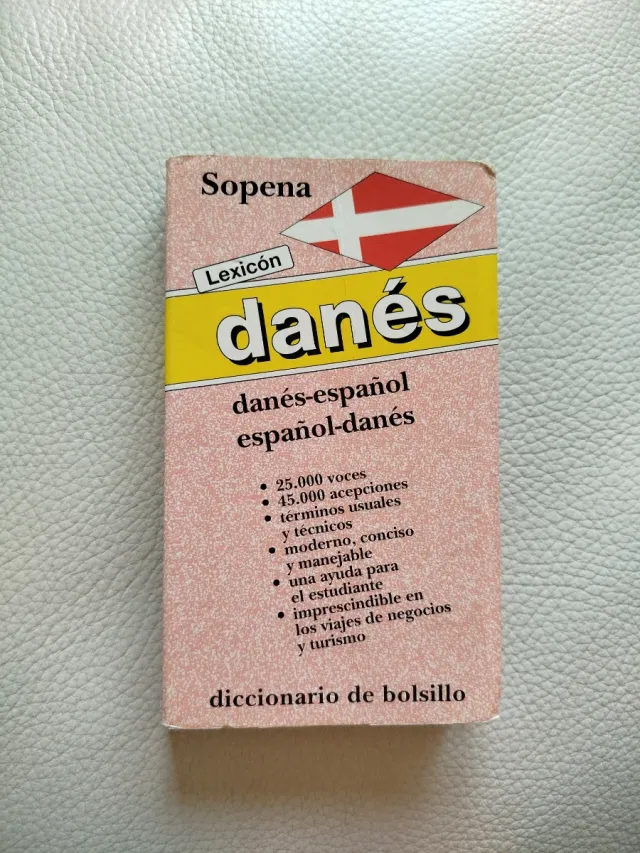 Sopena
Lexicón
danés
danés-español
español-danés
• 25.000 voces
• 45.000 acepciones
• términos usuales
y técnicos
• moderno, conciso
y manejable
• una ayuda para
el estudiante
• imprescindible en
los viajes de negocios
y turismo
diccionario de bolsillo